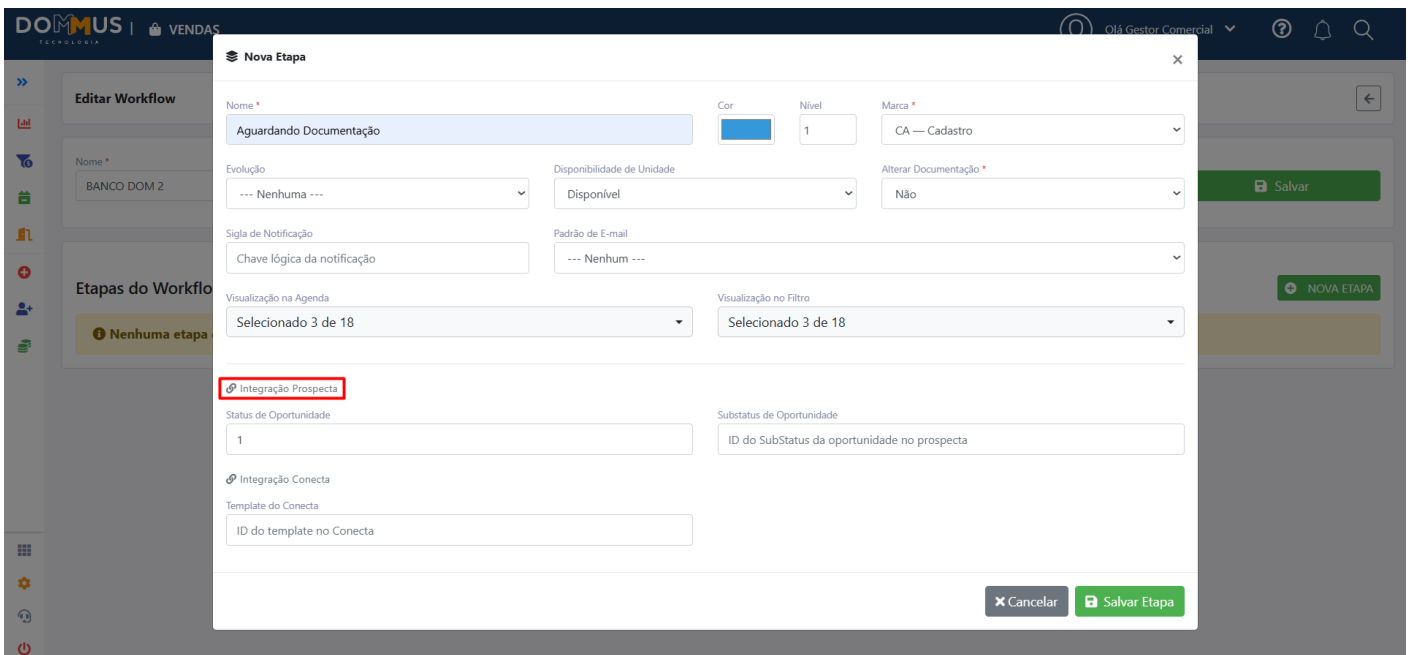 DOMMUS | VENDAS
TECNOLOGIA
Olá Gestor Comercial
Nova Etapa
×
Editar Workflow
Nome *
Cor
Nível
Marca *
Aguardando Documentação
1
CA — Cadastro
Nome *
BANCO DOM 2
Evolução
Disponibilidade de Unidade
Alterar Documentação *
--- Nenhuma ---
Disponível
Não
Salvar
Sigla de Notificação
Padrão de E-mail
Chave lógica da notificação
--- Nenhum ---
Etapas do Workflo
NOVA ETAPA
Visualização na Agenda
Visualização no Filtro
Selecionado 3 de 18
Selecionado 3 de 18
Nenhuma etapa
Integração Prospecta
Status de Oportunidade
Substatus de Oportunidade
1
ID do SubStatus da oportunidade no prospecta
Integração Conecta
Template do Conecta
ID do template no Conecta
Cancelar
Salvar Etapa